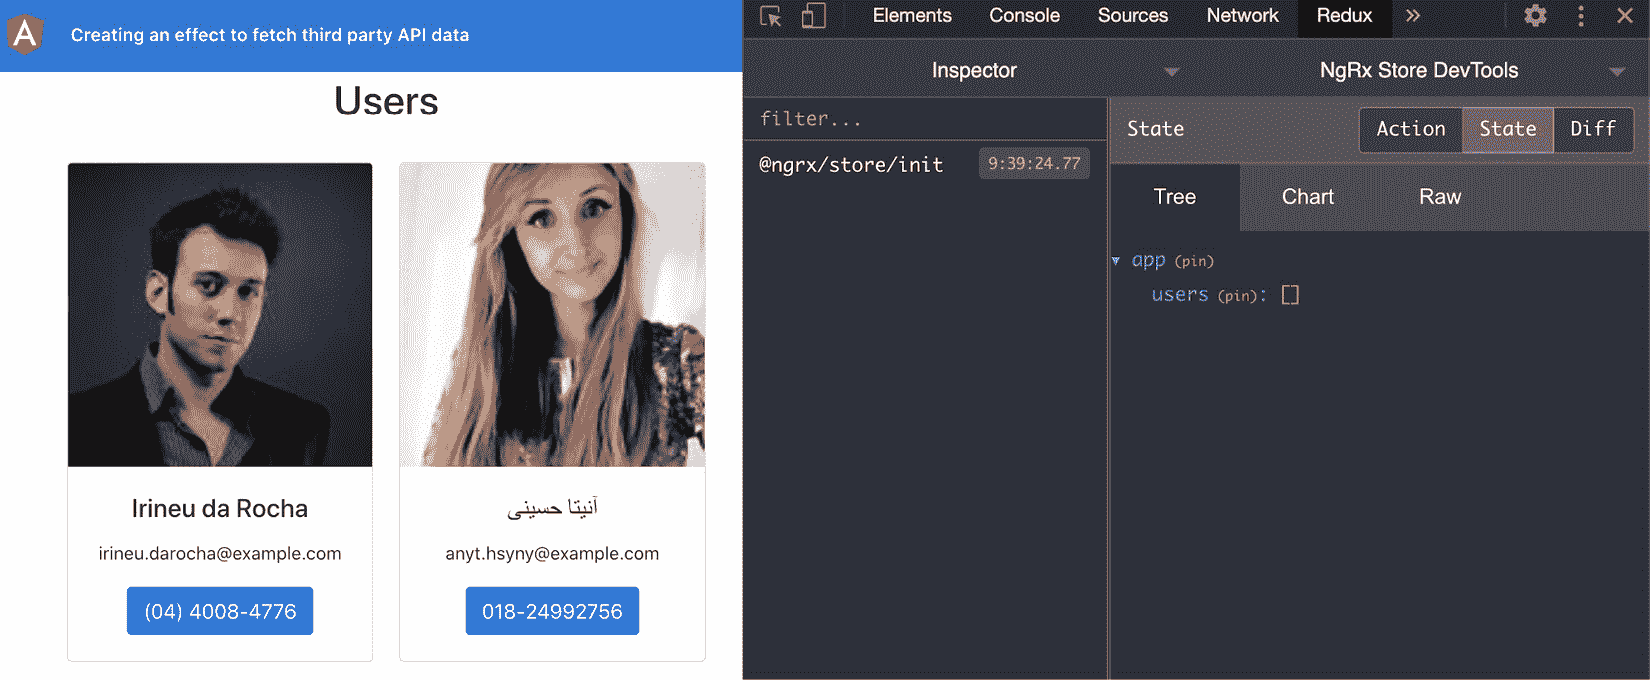 A
Creating an effect to fetch third party API data
Users
Irineu da Rocha
irineu.darocha@example.com
(04) 4008-4776
آنیتا حسینی
anyt.hsyny@example.com
018-24992756
Elements Console Sources Network Redux »
Inspector NgRx Store DevTools
filter...
@ngrx/store/init 9:39:24.77
State Action State Diff
Tree Chart Raw
app (pin)
users (pin): []